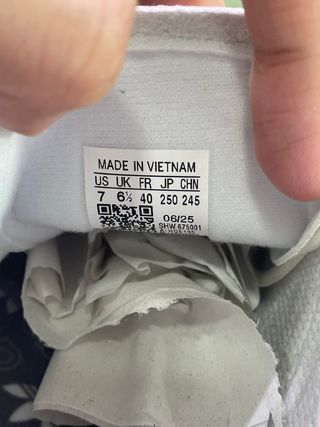 MADE IN VIETNAM
US UK FR JP CHN
7 6½ 40 250 245
06/25
SHW 675001